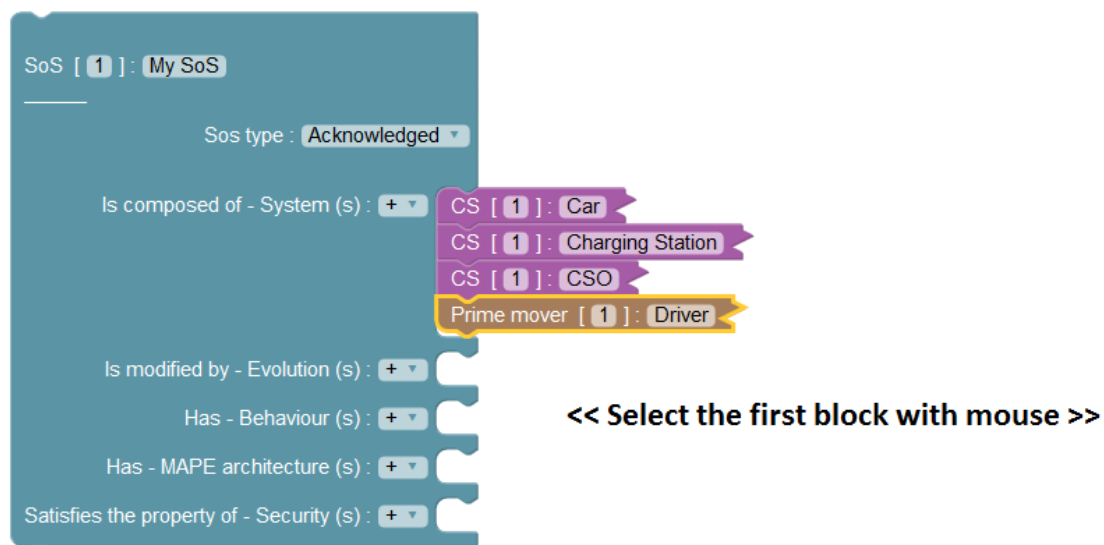 SoS [ 1 ] : My SoS
Sos type : Acknowledged
Is composed of - System (s) : +
CS [ 1 ] : Car
CS [ 1 ] : Charging Station
CS [ 1 ] : CSO
Prime mover [ 1 ] : Driver
Is modified by - Evolution (s) : +
Has - Behaviour (s) : +
<< Select the first block with mouse >>
Has - MAPE architecture (s) : +
Satisfies the property of - Security (s) : +